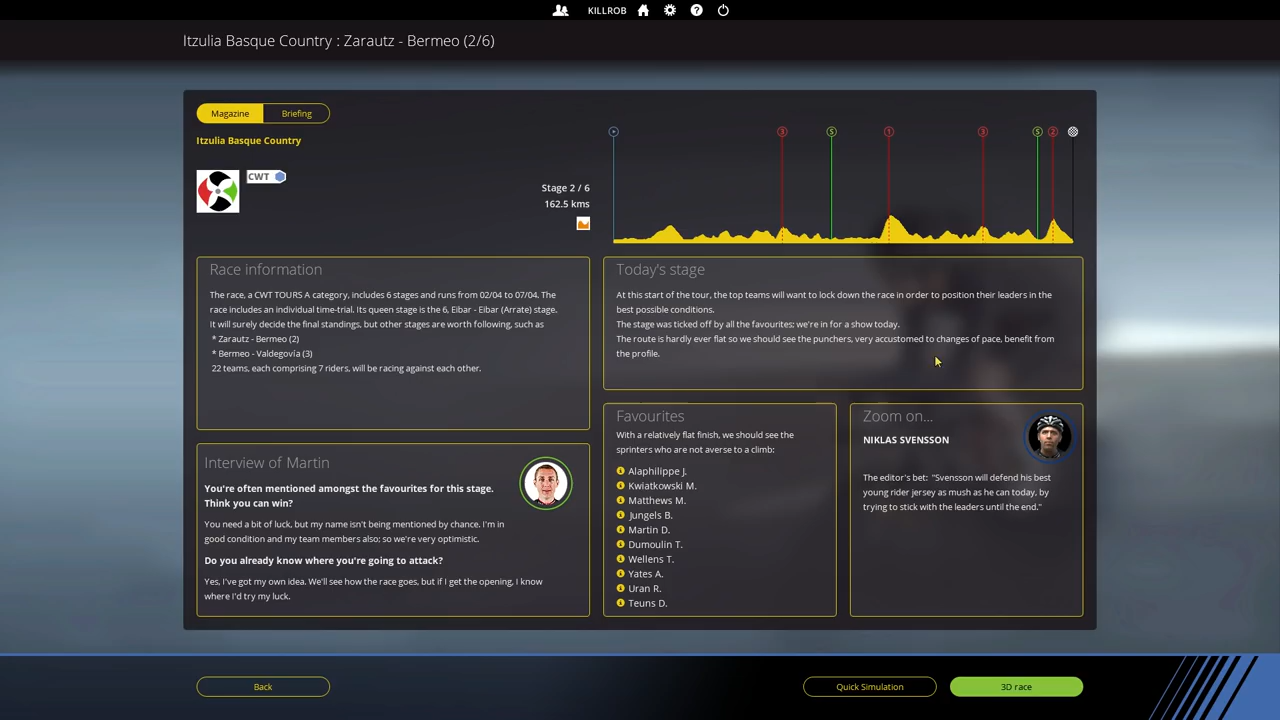 KILLROB
Itzulia Basque Country : Zarautz - Bermeo (2/6)
Magazine
Briefing
Itzulia Basque Country
CWT
Stage 2 / 6
162.5 kms
3
S
1
3
S
2
Race information
The race, a CWT TOURS A category, includes 6 stages and runs from 02/04 to 07/04. The
race includes an individual time-trial. Its queen stage is the 6, Eibar - Eibar (Arrate) stage.
It will surely decide the final standings, but other stages are worth following, such as
* Zarautz - Bermeo (2)
* Bermeo - Valdegovía (3)
22 teams, each comprising 7 riders, will be racing against each other.
Today's stage
At this start of the tour, the top teams will want to lock down the race in order to position their leaders in the
best possible conditions.
The stage was ticked off by all the favourites; we're in for a show today.
The route is hardly ever flat so we should see the punchers, very accustomed to changes of pace, benefit from
the profile.
Interview of Martin
You're often mentioned amongst the favourites for this stage.
Think you can win?
You need a bit of luck, but my name isn't being mentioned by chance. I'm in
good condition and my team members also; so we're very optimistic.
Do you already know where you're going to attack?
Yes, I've got my own idea. We'll see how the race goes, but if I get the opening, I know
where I'd try my luck.
Favourites
With a relatively flat finish, we should see the
sprinters who are not averse to a climb:
Alaphilippe J.
Kwiatkowski M.
Matthews M.
Jungels B.
Martin D.
Dumoulin T.
Wellens T.
Yates A.
Uran R.
Teuns D.
Zoom on...
NIKLAS SVENSSON
The editor's bet: "Svensson will defend his best
young rider jersey as much as he can today, by
trying to stick with the leaders until the end."
Back
Quick Simulation
3D race